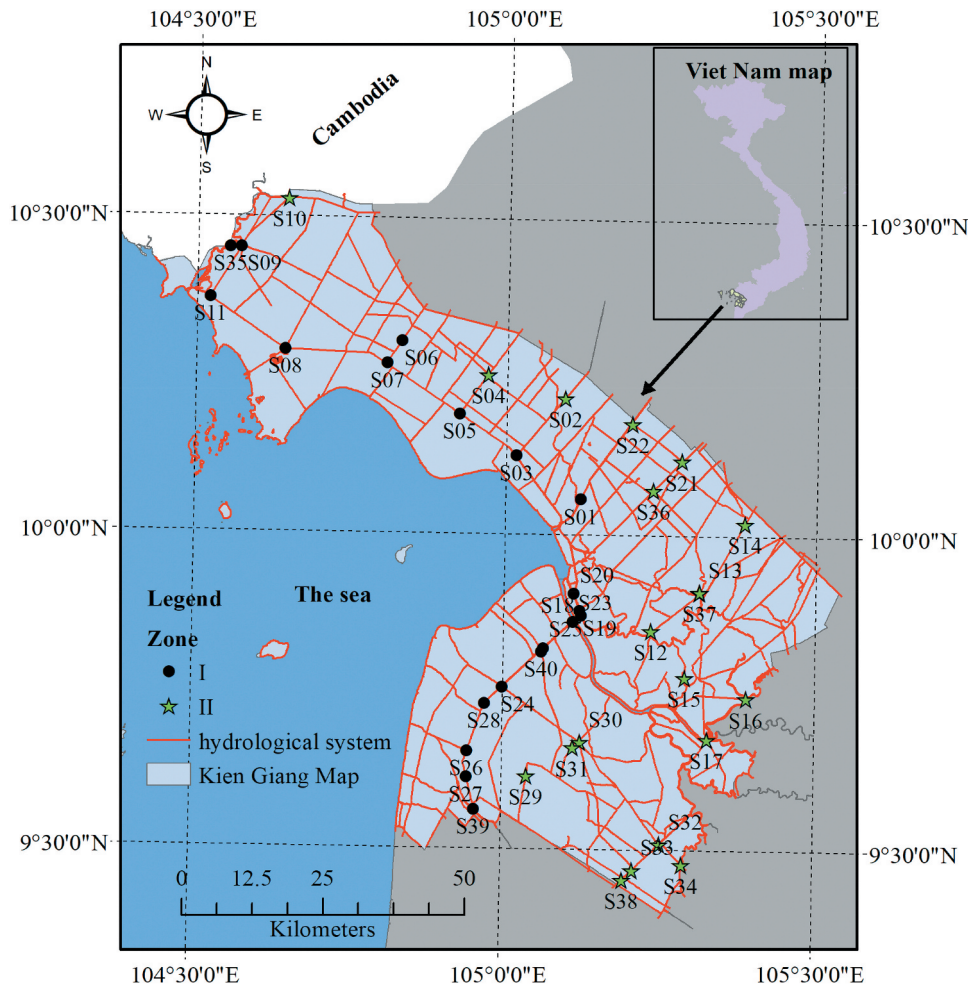 104°30'0"E
105°0'0"E
105°30'0"E
N
W
E
S
Cambodia
Viet Nam map
10°30'0"N
10°30'0"N
S10
S35
S09
S11
S08
S06
S07
S04
S02
S05
S22
S03
S21
S36
S01
S14
10°0'0"N
10°0'0"N
S20
S13
S18
S23
S37
S25
S19
S12
S40
S15
S24
S16
S28
S30
S17
S31
S26
S29
S27
S32
S39
S33
S34
S38
The sea
Legend
Zone
I
II
hydrological system
Kien Giang Map
9°30'0"N
9°30'0"N
0
12.5
25
50
Kilometers
104°30'0"E
105°0'0"E
105°30'0"E